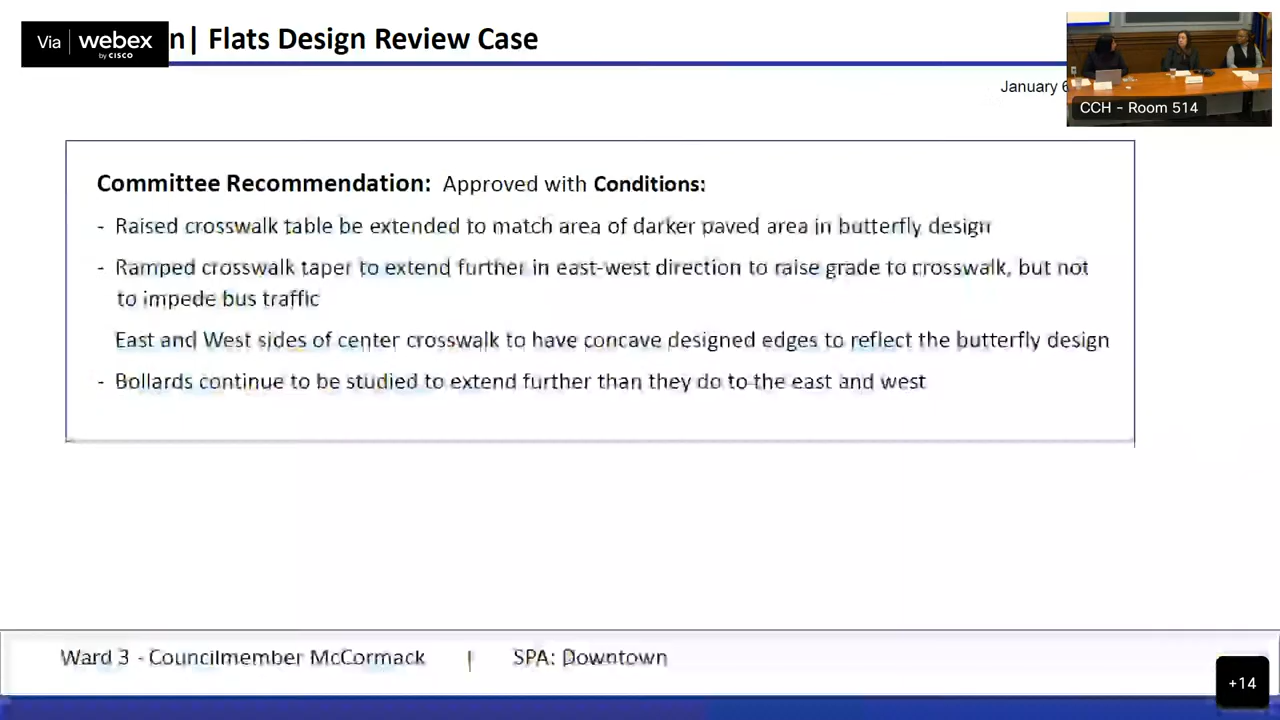 Via webex
by CISCO
n| Flats Design Review Case
January 6
CCH - Room 514
Committee Recommendation: Approved with Conditions:
- Raised crosswalk table be extended to match area of darker paved area in butterfly design
- Ramped crosswalk taper to extend further in east-west direction to raise grade to crosswalk, but not
to impede bus traffic
East and West sides of center crosswalk to have concave designed edges to reflect the butterfly design
- Bollards continue to be studied to extend further than they do to the east and west
Ward 3 - Councilmember McCormack | SPA: Downtown
+14